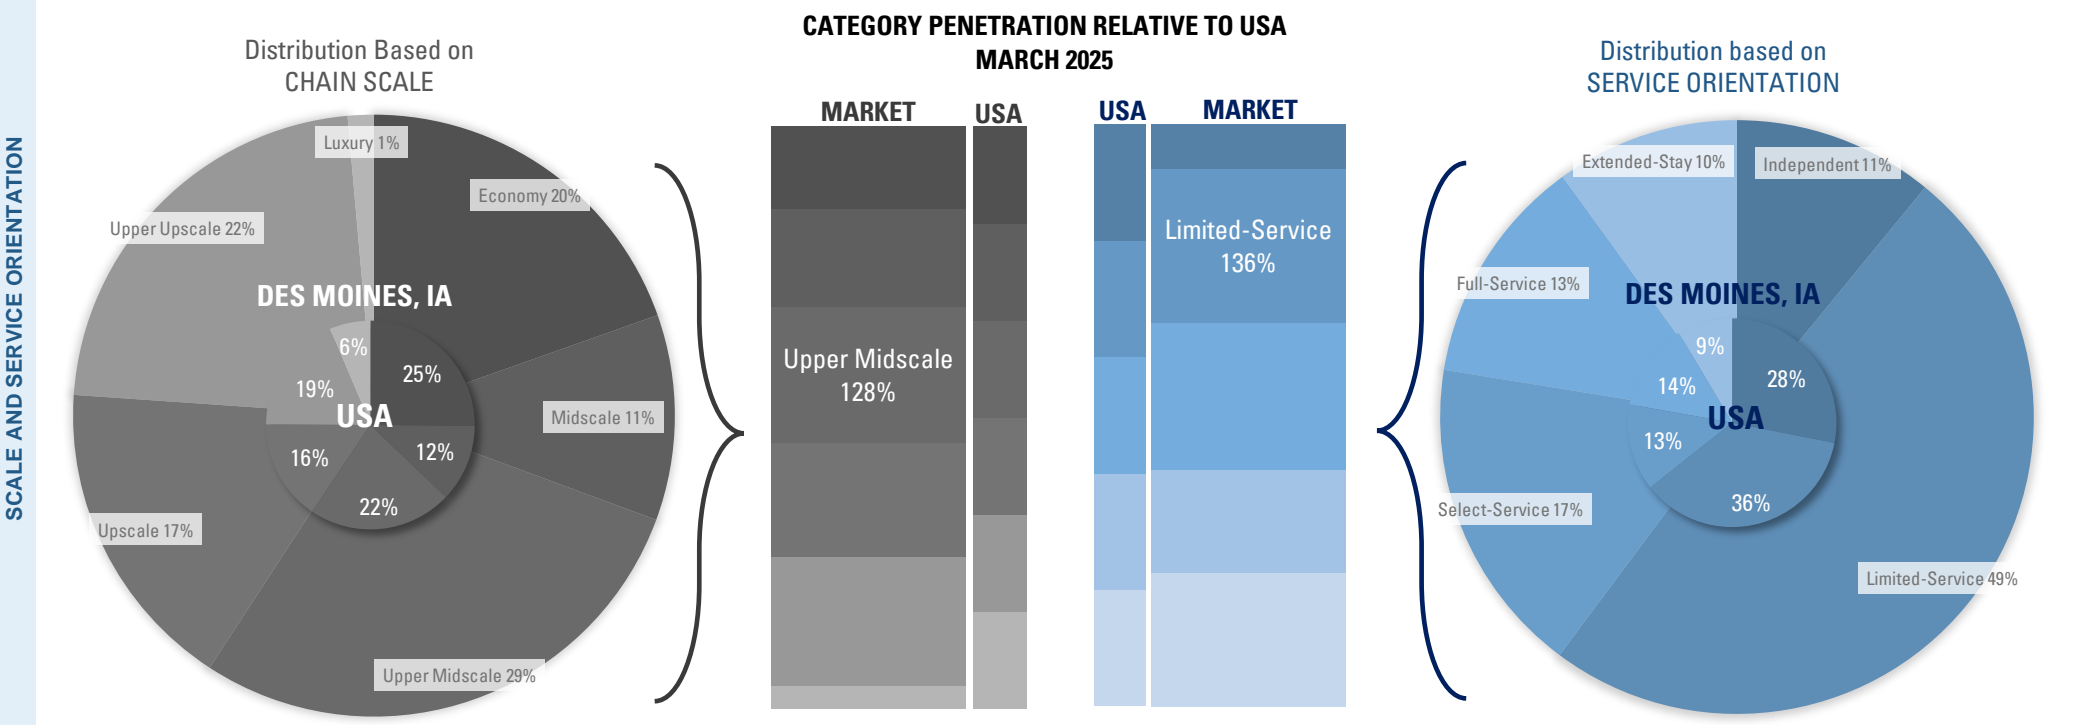 SCALE AND SERVICE ORIENTATION
Distribution Based on
CHAIN SCALE
Luxury 1%
Economy 20%
Upper Upscale 22%
DES MOINES, IA
6%
25%
19%
USA
Midscale 11%
12%
16%
22%
Upscale 17%
Upper Midscale 29%
CATEGORY PENETRATION RELATIVE TO USA
MARCH 2025
MARKET
USA
Upper Midscale
128%
USA
MARKET
Limited-Service
136%
Distribution based on
SERVICE ORIENTATION
Extended-Stay 10%
Independent 11%
Full-Service 13%
DES MOINES, IA
9%
28%
14%
USA
13%
36%
Select-Service 17%
Limited-Service 49%